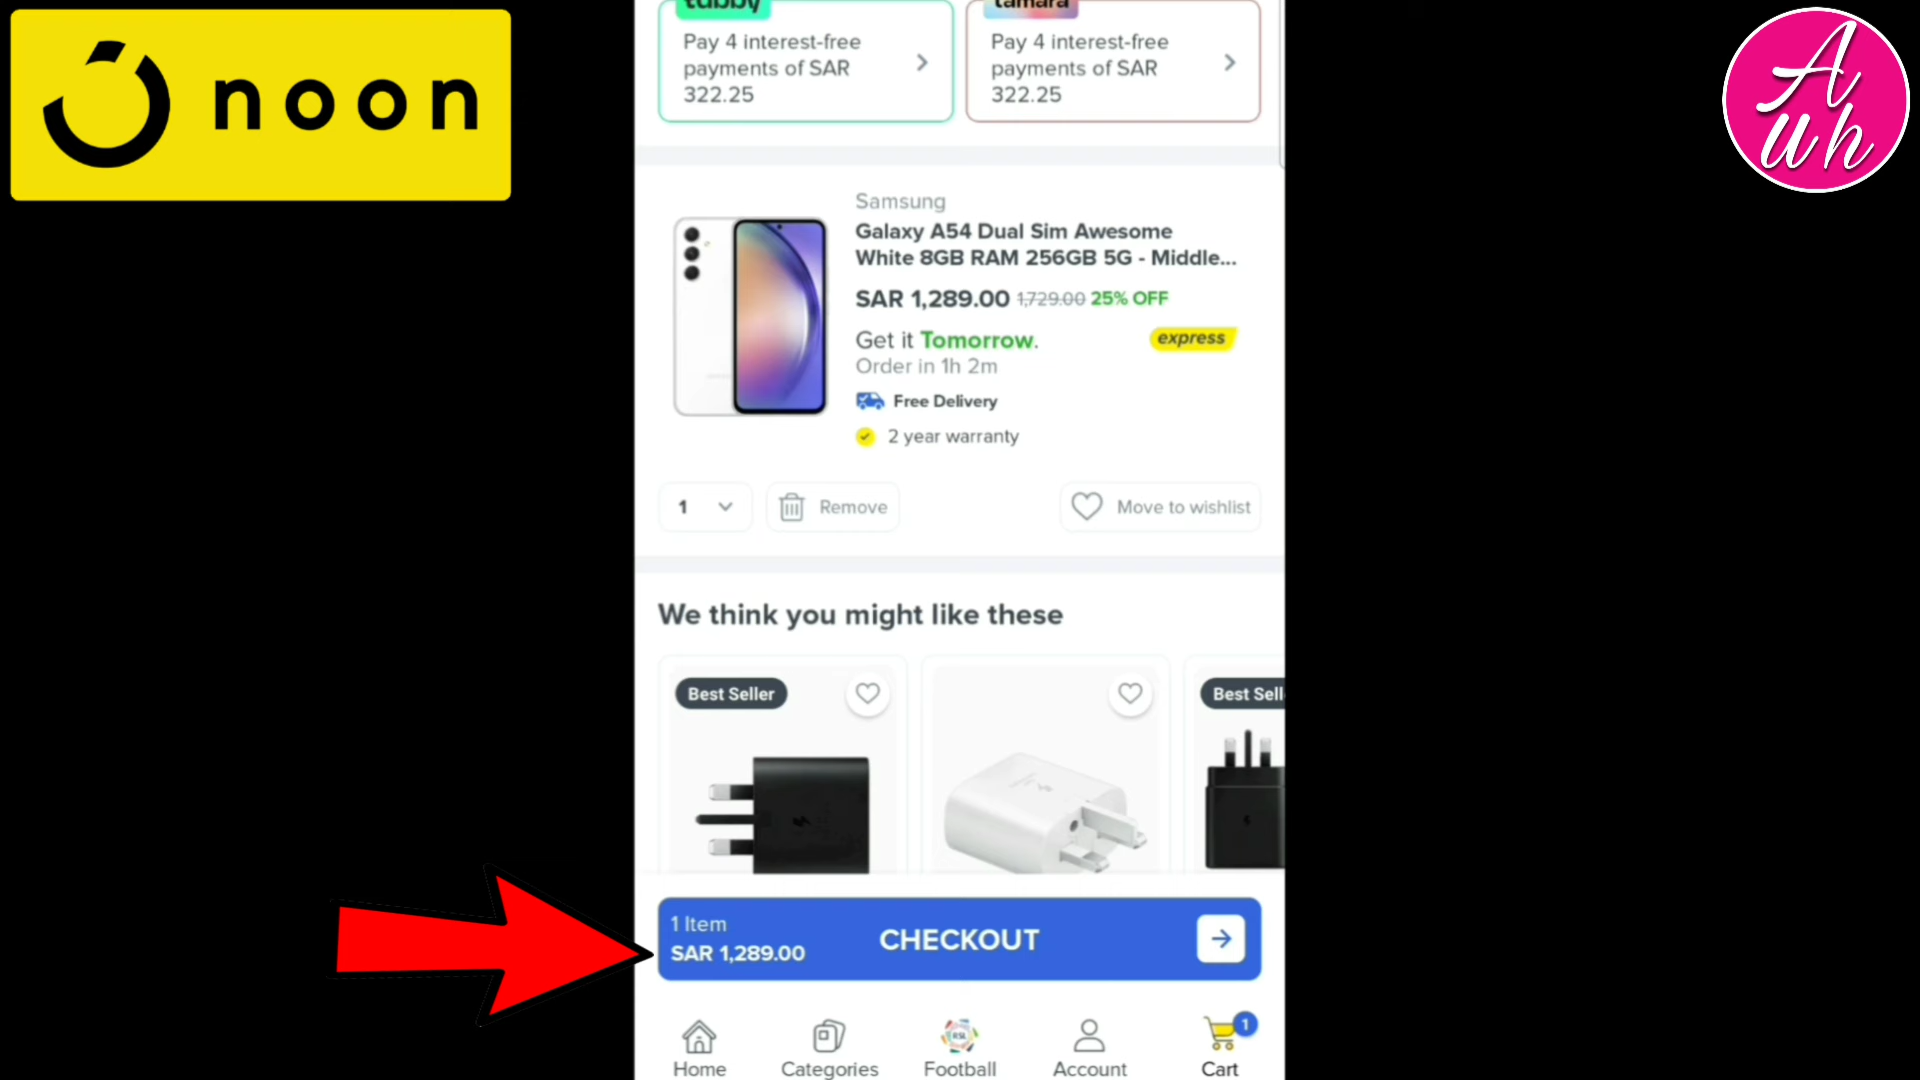 noon
Auh
tabby
Pay 4 interest-free
payments of SAR
322.25
tamara
Pay 4 interest-free
payments of SAR
322.25
Samsung
Galaxy A54 Dual Sim Awesome
White 8GB RAM 256GB 5G - Middle...
SAR 1,289.00 1,729.00 25% OFF
Get it Tomorrow.
express
Order in 1h 2m
Free Delivery
2 year warranty
1
Remove
Move to wishlist
We think you might like these
Best Seller
Best Sell
1 Item
SAR 1,289.00
CHECKOUT
RSL
1
Home
Categories
Football
Account
Cart